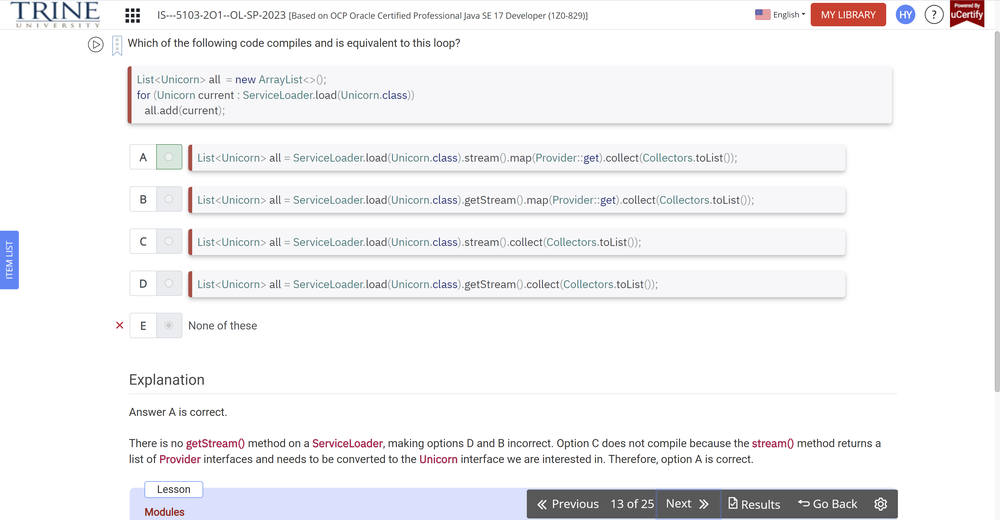 TRINE
UNIVERSITY
IS---5103-2O1--OL-SP-2023 [Based on OCP Oracle Certified Professional Java SE 17 Developer (1Z0-829)]
English
MY LIBRARY
HY
?
Powered By
uCertify
Which of the following code compiles and is equivalent to this loop?
List<Unicorn> all  = new ArrayList<>();
for (Unicorn current : ServiceLoader.load(Unicorn.class))
all.add(current);
A
List<Unicorn> all = ServiceLoader.load(Unicorn.class).stream().map(Provider::get).collect(Collectors.toList());
B
List<Unicorn> all = ServiceLoader.load(Unicorn.class).getStream().map(Provider::get).collect(Collectors.toList());
C
List<Unicorn> all = ServiceLoader.load(Unicorn.class).stream().collect(Collectors.toList());
D
List<Unicorn> all = ServiceLoader.load(Unicorn.class).getStream().collect(Collectors.toList());
E
None of these
ITEM LIST
Explanation
Answer A is correct.
There is no getStream() method on a ServiceLoader, making options D and B incorrect. Option C does not compile because the stream() method returns a
list of Provider interfaces and needs to be converted to the Unicorn interface we are interested in. Therefore, option A is correct.
Lesson
Modules
Previous 13 of 25 Next Results Go Back